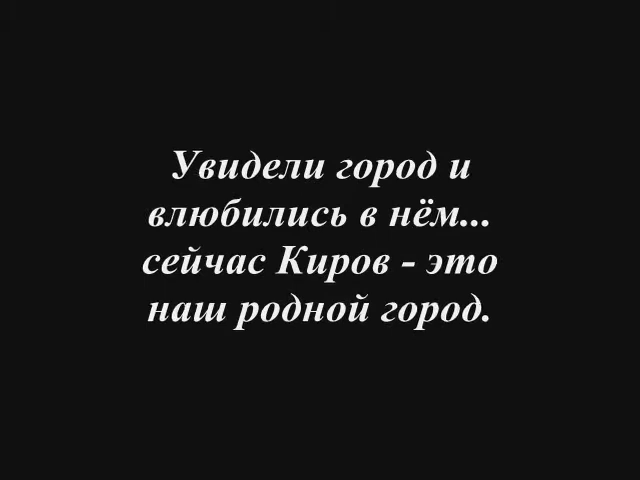 Увидели город и
влюбились в нём...
сейчас Киров - это
наш родной город.